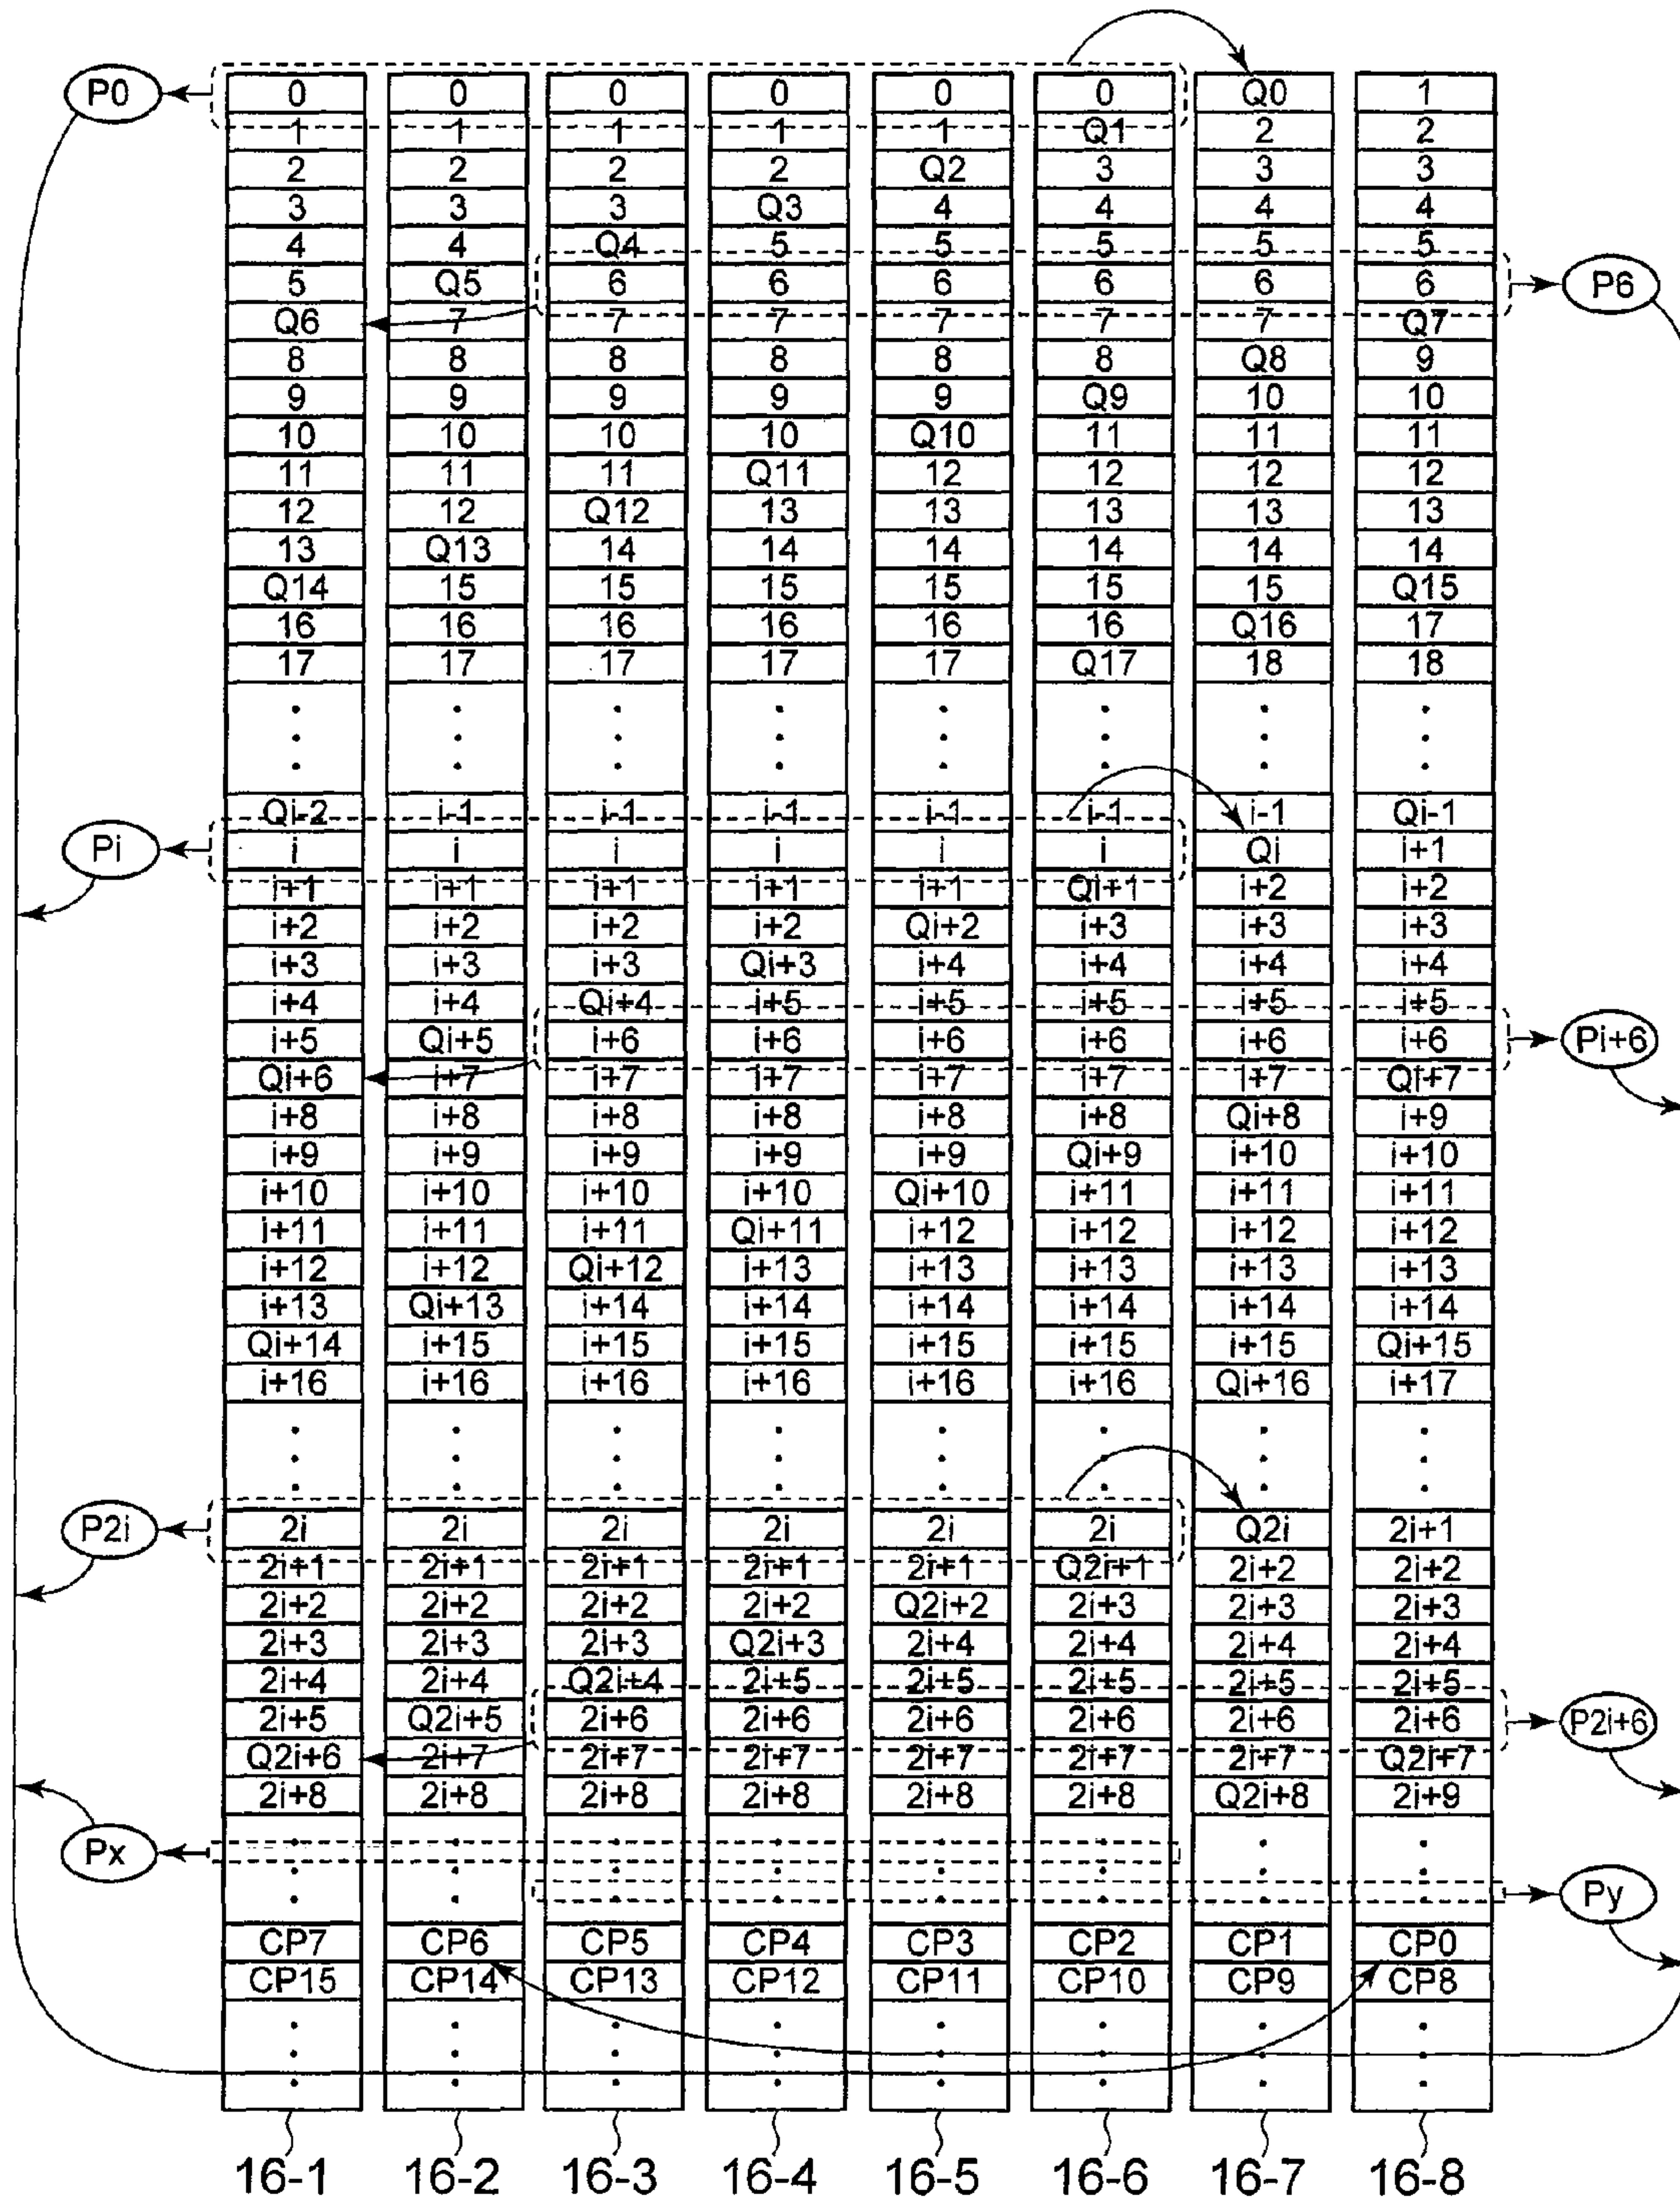 P0 0 0 0 0 0 0 Q0 1
1 1 1 1 1 Q1 2 2
2 2 2 2 Q2 3 3 3
3 3 3 Q3 4 4 4 4
4 4 Q4 5 5 5 5 5
5 Q5 6 6 6 6 6 6 P6
Q6 7 7 7 7 7 7 Q7
8 8 8 8 8 8 Q8 9
9 9 9 9 9 Q9 10 10
10 10 10 10 Q10 11 11 11
11 11 11 Q11 12 12 12 12
12 12 Q12 13 13 13 13 13
13 Q13 14 14 14 14 14 14
Q14 15 15 15 15 15 15 Q15
16 16 16 16 16 16 Q16 17
17 17 17 17 17 Q17 18 18
Qi-2 i-1 i-1 i-1 i-1 i-1 i-1 Qi-1
Pi i i i i i i Qi i+1
i+1 i+1 i+1 i+1 i+1 Qi+1 i+2 i+2
i+2 i+2 i+2 i+2 Qi+2 i+3 i+3 i+3
i+3 i+3 i+3 Qi+3 i+4 i+4 i+4 i+4
i+4 i+4 Qi+4 i+5 i+5 i+5 i+5 i+5
i+5 Qi+5 i+6 i+6 i+6 i+6 i+6 i+6 Pi+6
Qi+6 i+7 i+7 i+7 i+7 i+7 i+7 Qi+7
i+8 i+8 i+8 i+8 i+8 i+8 Qi+8 i+9
i+9 i+9 i+9 i+9 i+9 Qi+9 i+10 i+10
i+10 i+10 i+10 i+10 Qi+10 i+11 i+11 i+11
i+11 i+11 i+11 Qi+11 i+12 i+12 i+12 i+12
i+12 i+12 Qi+12 i+13 i+13 i+13 i+13 i+13
i+13 Qi+13 i+14 i+14 i+14 i+14 i+14 i+14
Qi+14 i+15 i+15 i+15 i+15 i+15 i+15 Qi+15
i+16 i+16 i+16 i+16 i+16 i+16 Qi+16 i+17
P2i 2i 2i 2i 2i 2i 2i Q2i 2i+1
2i+1 2i+1 2i+1 2i+1 2i+1 Q2i+1 2i+2 2i+2
2i+2 2i+2 2i+2 2i+2 Q2i+2 2i+3 2i+3 2i+3
2i+3 2i+3 2i+3 Q2i+3 2i+4 2i+4 2i+4 2i+4
2i+4 2i+4 Q2i+4 2i+5 2i+5 2i+5 2i+5 2i+5
2i+5 Q2i+5 2i+6 2i+6 2i+6 2i+6 2i+6 2i+6 P2i+6
Q2i+6 2i+7 2i+7 2i+7 2i+7 2i+7 2i+7 Q2i+7
2i+8 2i+8 2i+8 2i+8 2i+8 2i+8 Q2i+8 2i+9
Px
Py
CP7 CP6 CP5 CP4 CP3 CP2 CP1 CP0
CP15 CP14 CP13 CP12 CP11 CP10 CP9 CP8
16-1 16-2 16-3 16-4 16-5 16-6 16-7 16-8